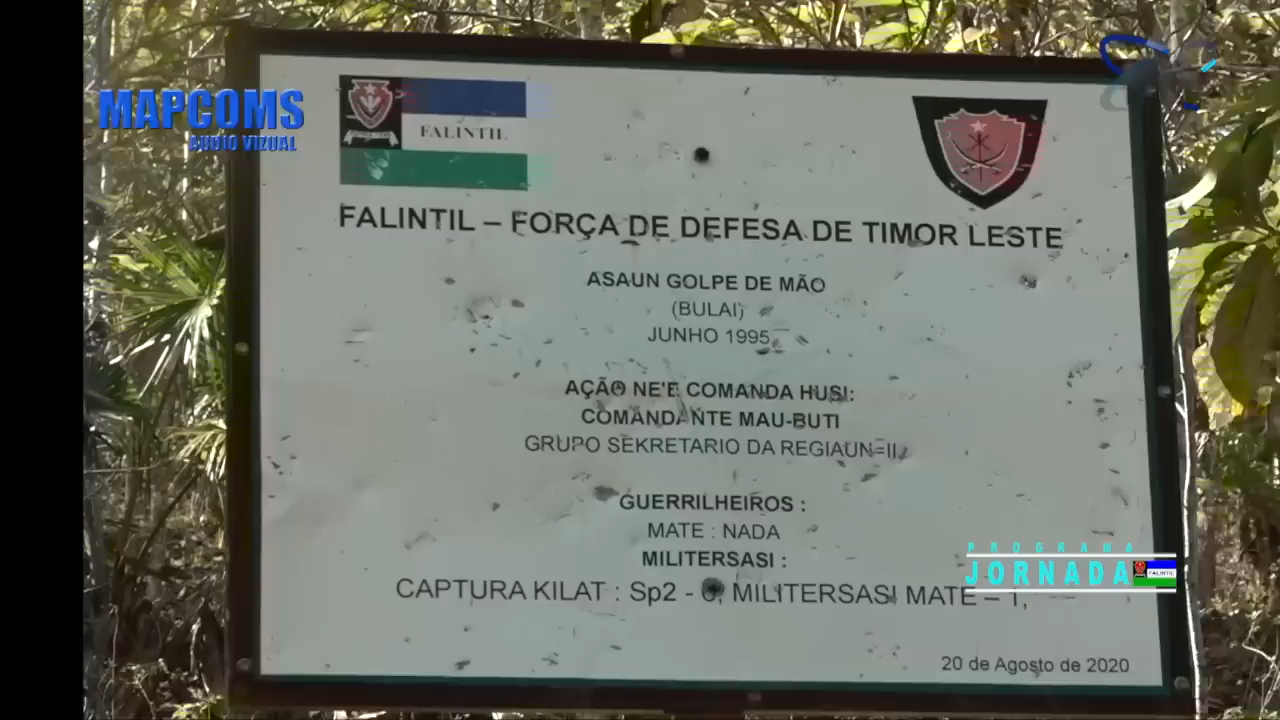 MAPCOMS
AUDIO VIZUAL
FALINTIL
FALINTIL – FORÇA DE DEFESA DE TIMOR LESTE
ASAUN GOLPE DE MÃO
(BULAI)
JUNHO 1995
AÇÃO NE'E COMANDA HUSI:
COMANDANTE MAU-BUTI
GRUPO SEKRETARIO DA REGIAUN-II
GUERRILHEIROS :
MATE : NADA
MILITERSASI :
CAPTURA KILAT : Sp2 - MILITERSASI MATE – 1,
PROGRAMA
JORNADA
FALINTIL
20 de Agosto de 2020